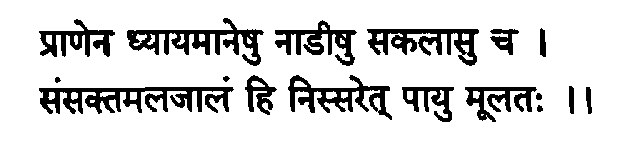 प्राणेन ध्यायमानेषु नाडीषु सकलासु च ।
संसक्तमलजालं हि निस्सरेत् पायु मूलतः ।।